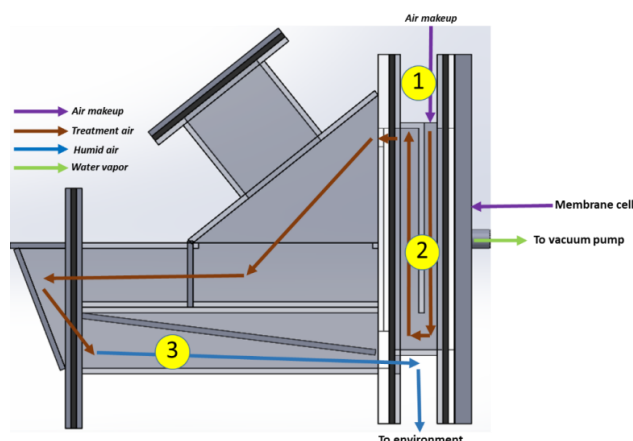 Air makeup
1
Air makeup
Treatment air
Humid air
Water vapor
Membrane cell
To vacuum pump
2
3
To environment